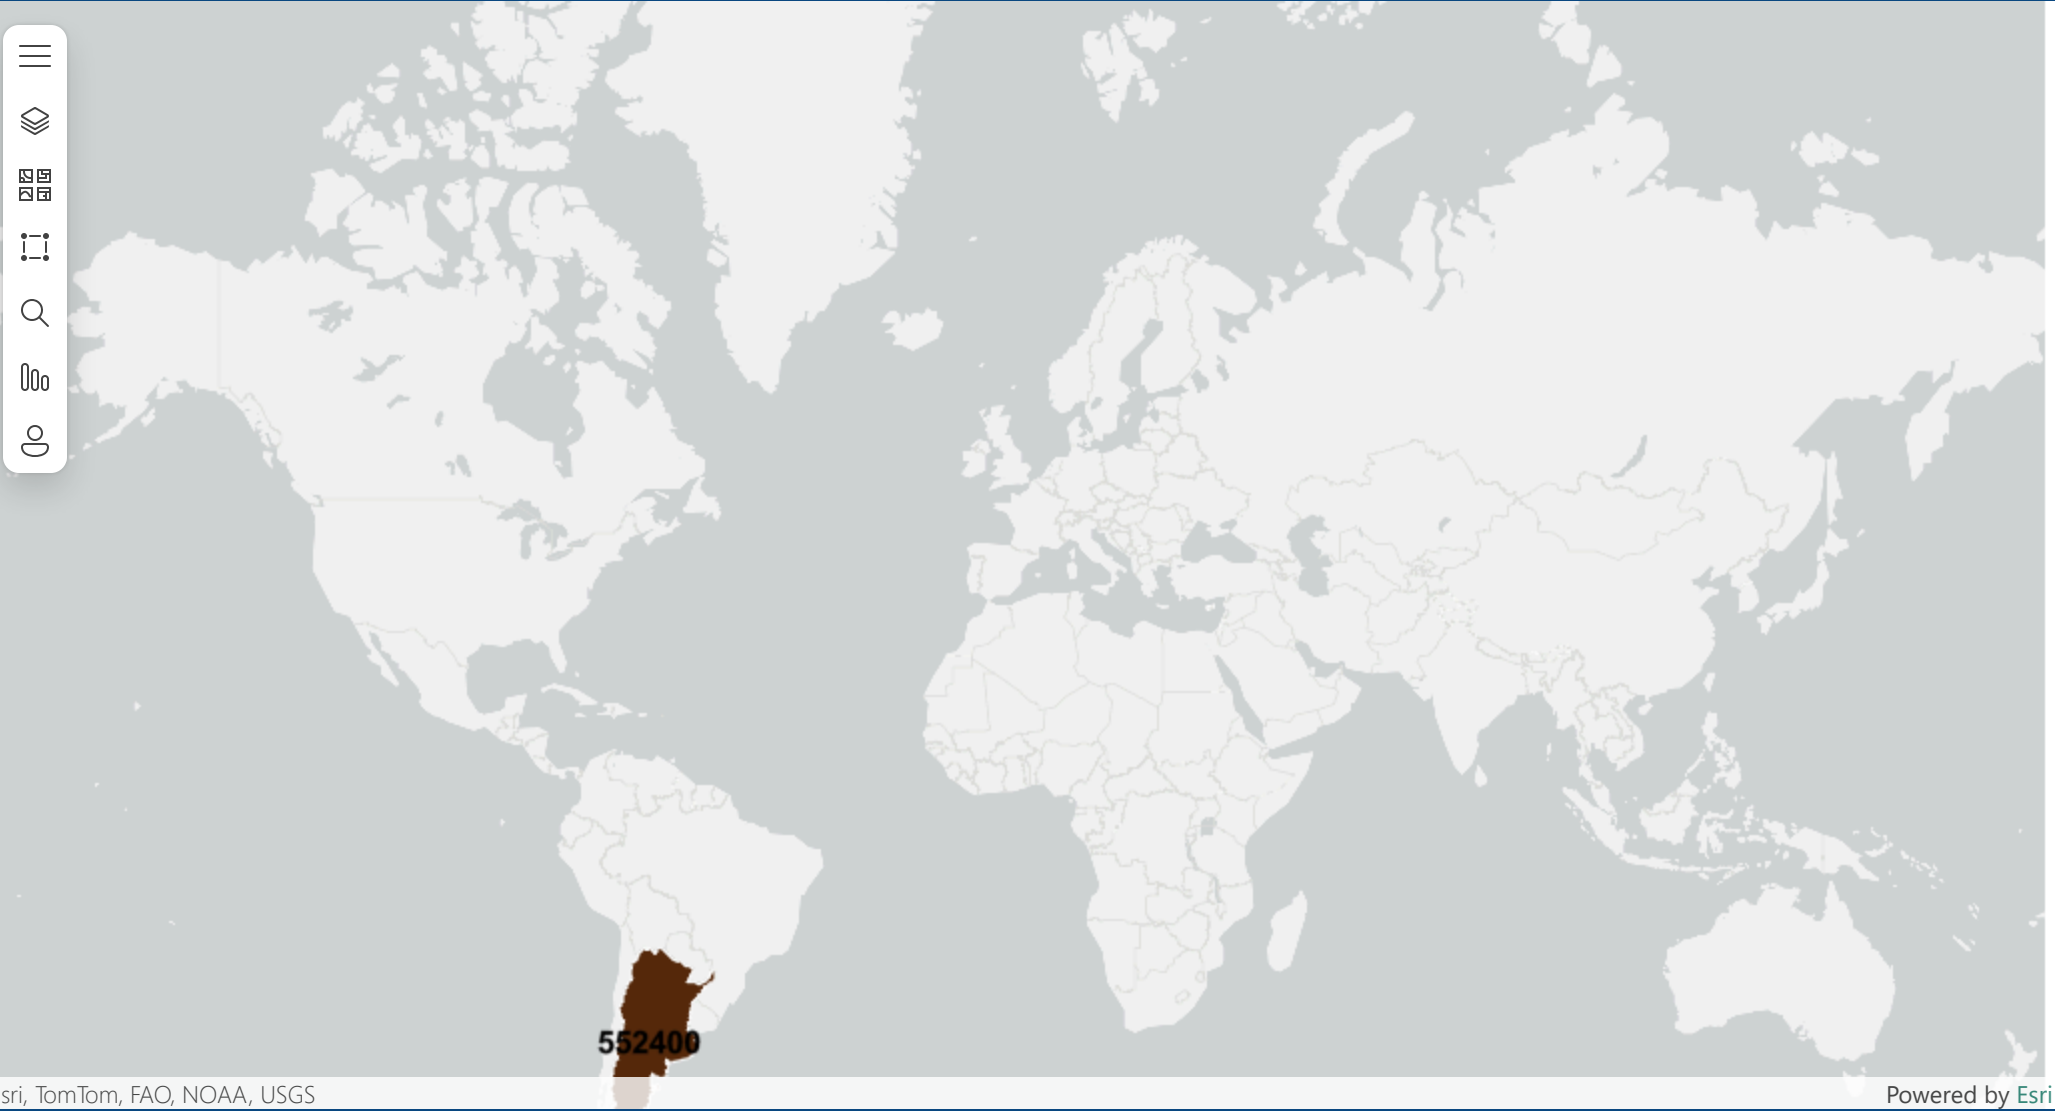 552400
sri, TomTom, FAO, NOAA, USGS
Powered by Esri